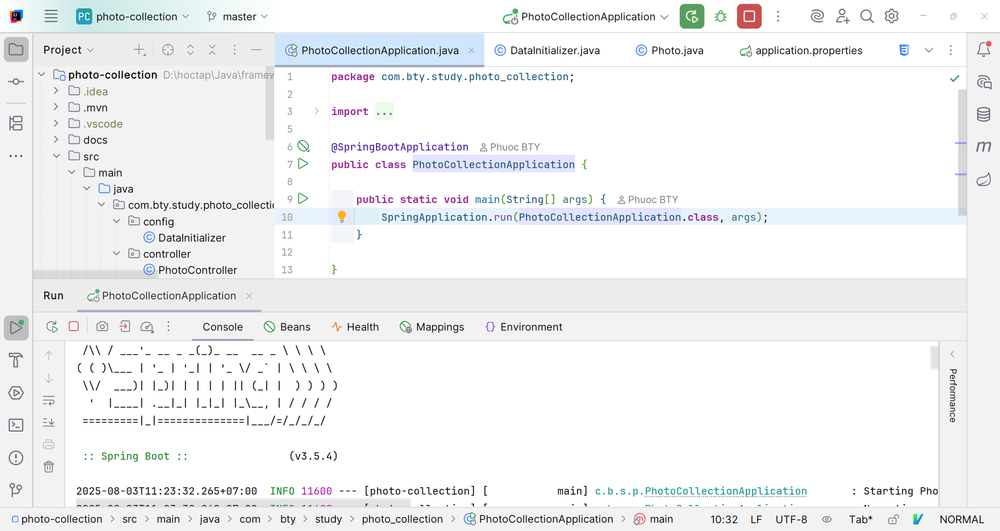 PC photo-collection master PhotoCollectionApplication
Project
PhotoCollectionApplication.java DataInitializer.java Photo.java application.properties
photo-collection D:\hoctap\Java\framew
.idea
.mvn
.vscode
docs
src
main
java
com.bty.study.photo_collectic
config
DataInitializer
controller
PhotoController
1 package com.bty.study.photo_collection;
2
3 import ...
5
6 @SpringBootApplication Phuoc BTY
7 public class PhotoCollectionApplication {
8
9 public static void main(String[] args) { Phuoc BTY
10 SpringApplication.run(PhotoCollectionApplication.class, args);
11 }
12
13 }
Run PhotoCollectionApplication
Console Beans Health Mappings Environment
 /\\ / ___'_ __ _ _(_)_ __  __ _ \ \ \ \
( ( )\___ | '_ | '_| | '_ \/ _` | \ \ \ \
 \\/  ___)| |_)| | | | | || (_| |  ) ) ) )
  '  |____| .__|_| |_|_| |_\__, | / / / /
 =========|_|==============|___/=/_/_/_/
:: Spring Boot :: (v3.5.4)
2025-08-03T11:23:32.265+07:00 INFO 11600 --- [photo-collection] [ main] c.b.s.p.PhotoCollectionApplication : Starting Pho
Performance
photo-collection src main java com bty study photo_collection PhotoCollectionApplication main 10:32 LF UTF-8 Tab* NORMAL